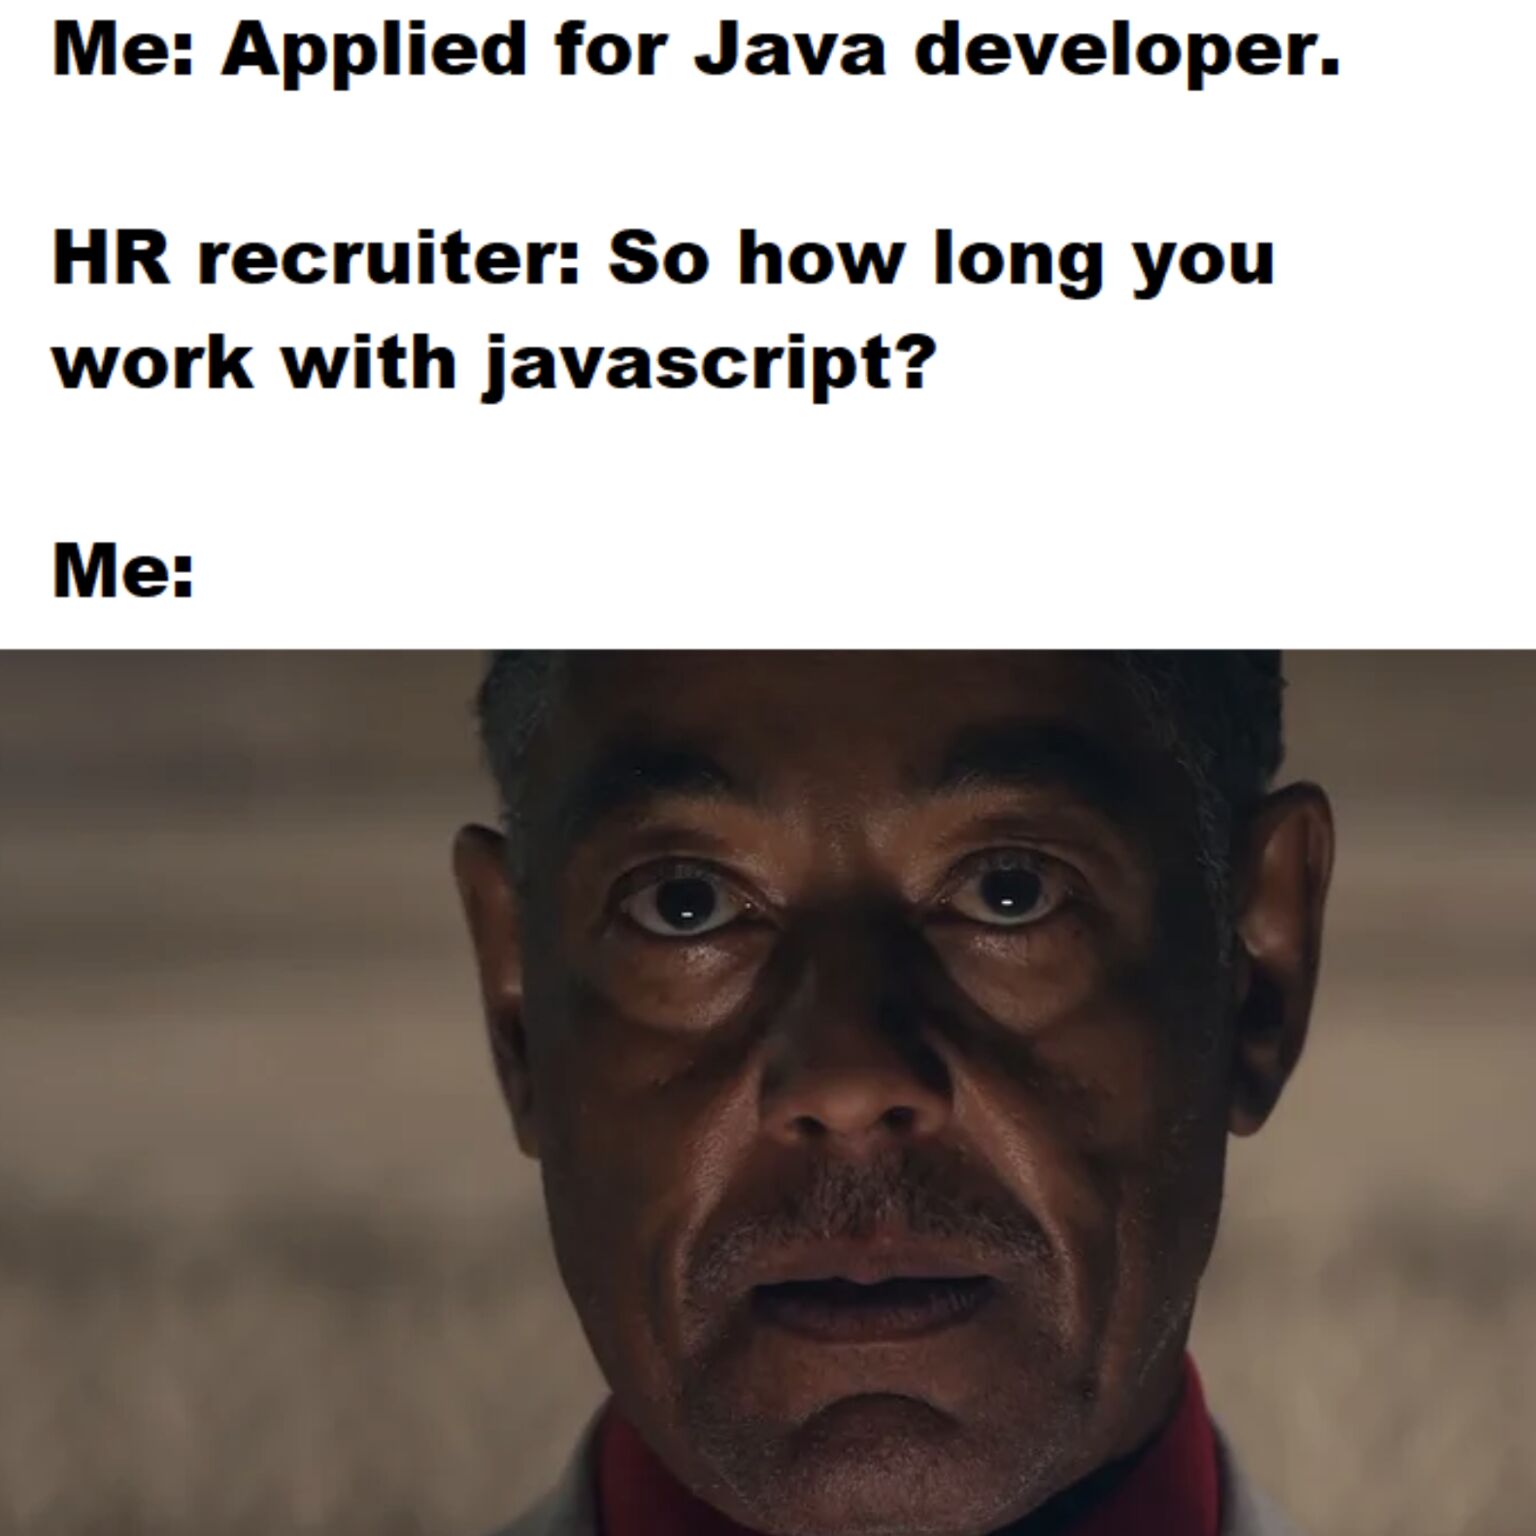 Me: Applied for Java developer.
HR recruiter: So how long you
work with javascript?
Me: